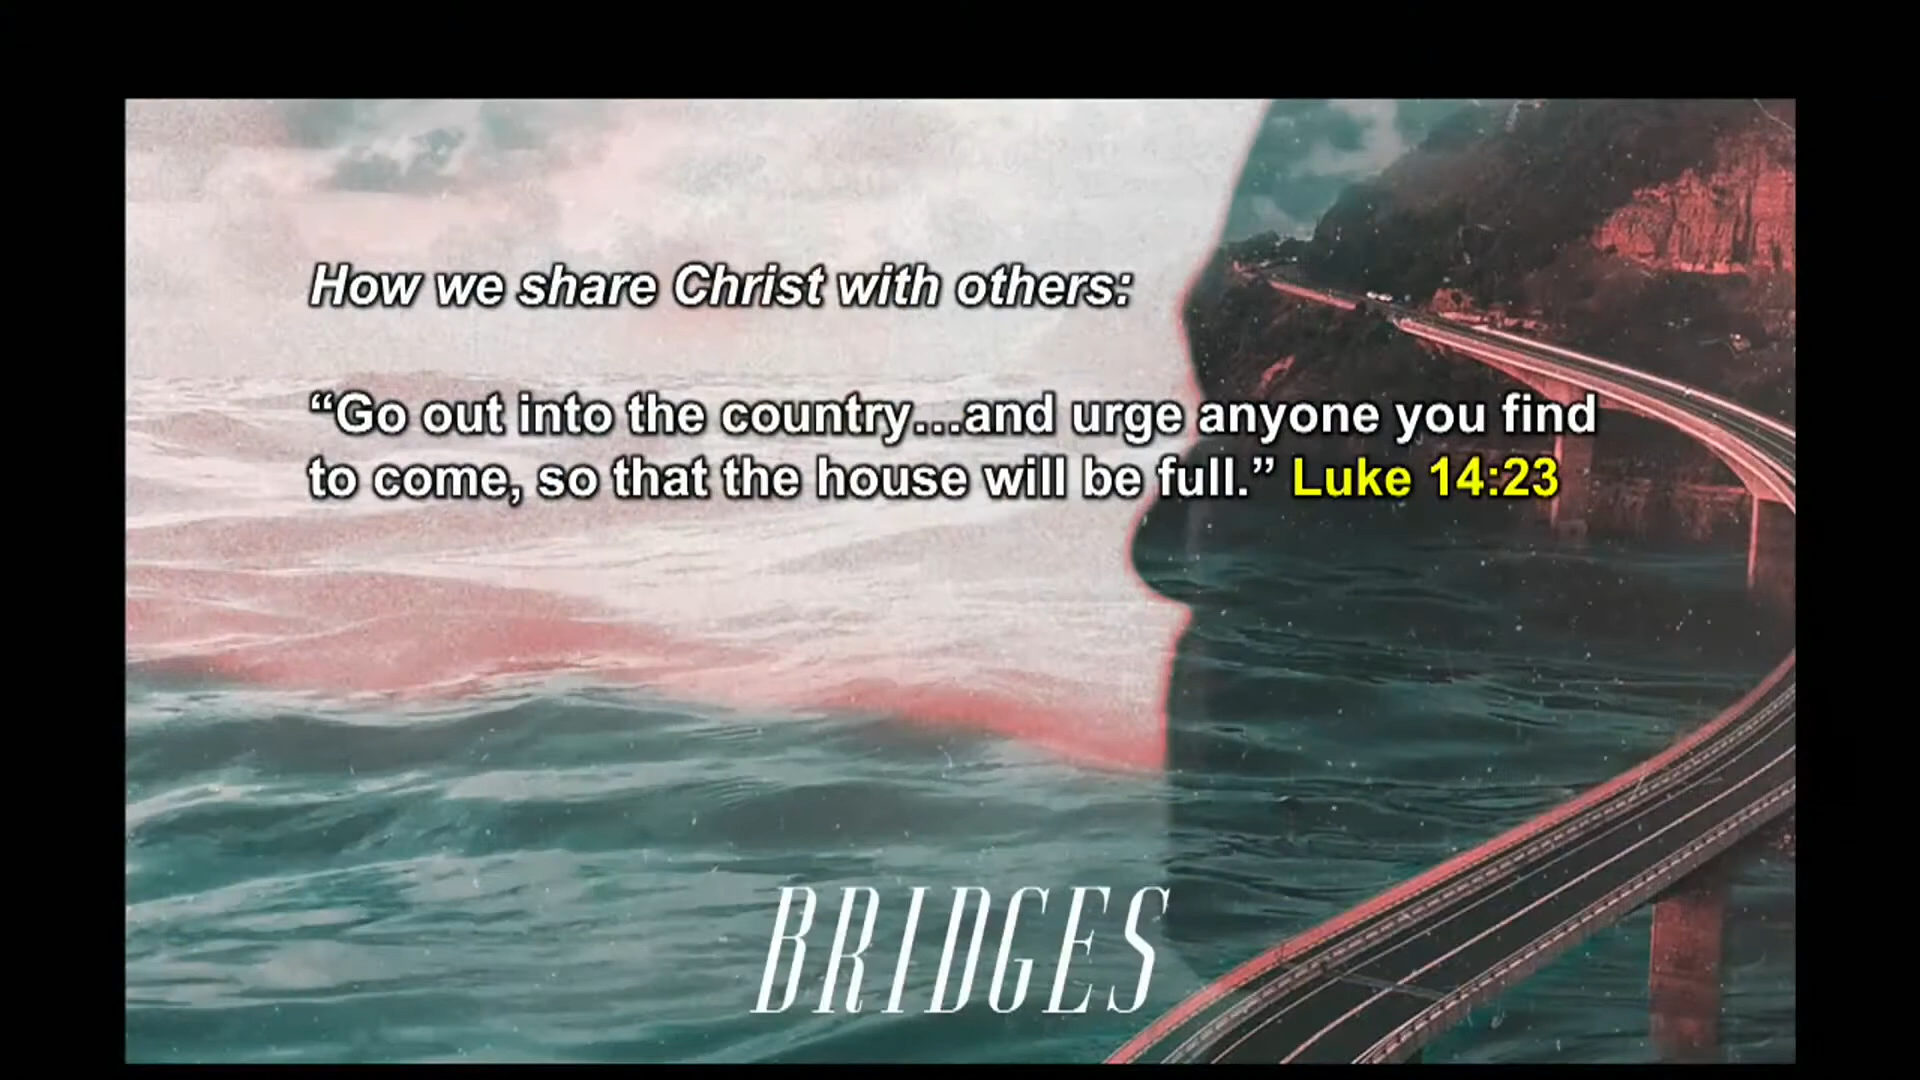 How we share Christ with others:
“Go out into the country...and urge anyone you find
to come, so that the house will be full.” Luke 14:23
BRIDGES